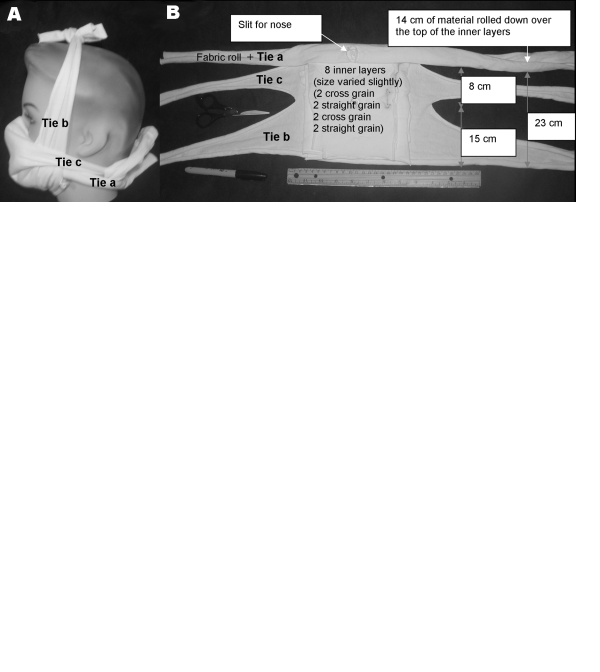 A
Tie b
Tie c
Tie a
B
Slit for nose
14 cm of material rolled down over
the top of the inner layers
Fabric roll + Tie a
Tie c
8 inner layers
(size varied slightly)
(2 cross grain
2 straight grain
2 cross grain
2 straight grain)
Tie b
8 cm
15 cm
23 cm